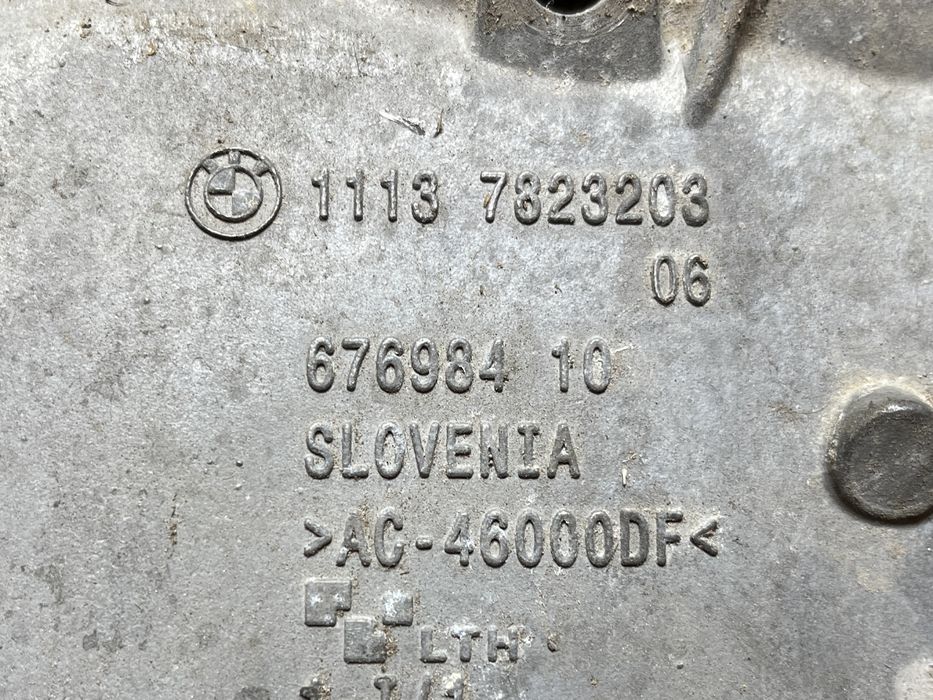 1113 7823203
06
676984 10
SLOVENIA
>AC-46000DF<
LTH